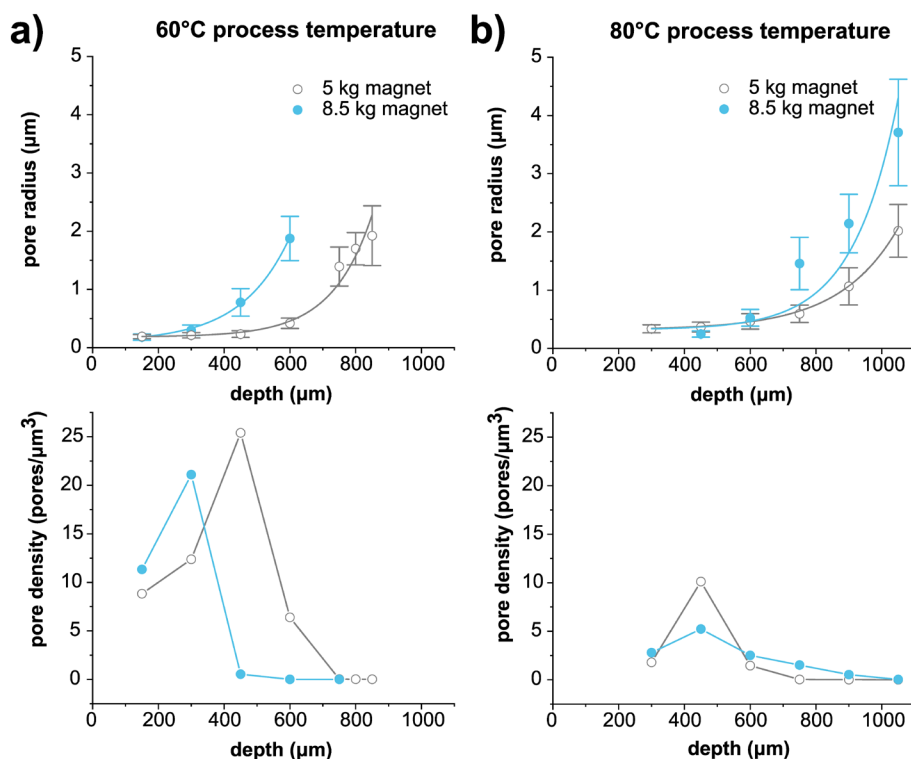 a)
60°C process temperature
5 kg magnet
8.5 kg magnet
pore radius (µm)
5
4
3
2
1
0
0 200 400 600 800 1000
depth (µm)
pore density (pores/µm³)
25
20
15
10
5
0
0 200 400 600 800 1000
depth (µm)
b)
80°C process temperature
5 kg magnet
8.5 kg magnet
pore radius (µm)
5
4
3
2
1
0
0 200 400 600 800 1000
depth (µm)
pore density (pores/µm³)
25
20
15
10
5
0
0 200 400 600 800 1000
depth (µm)